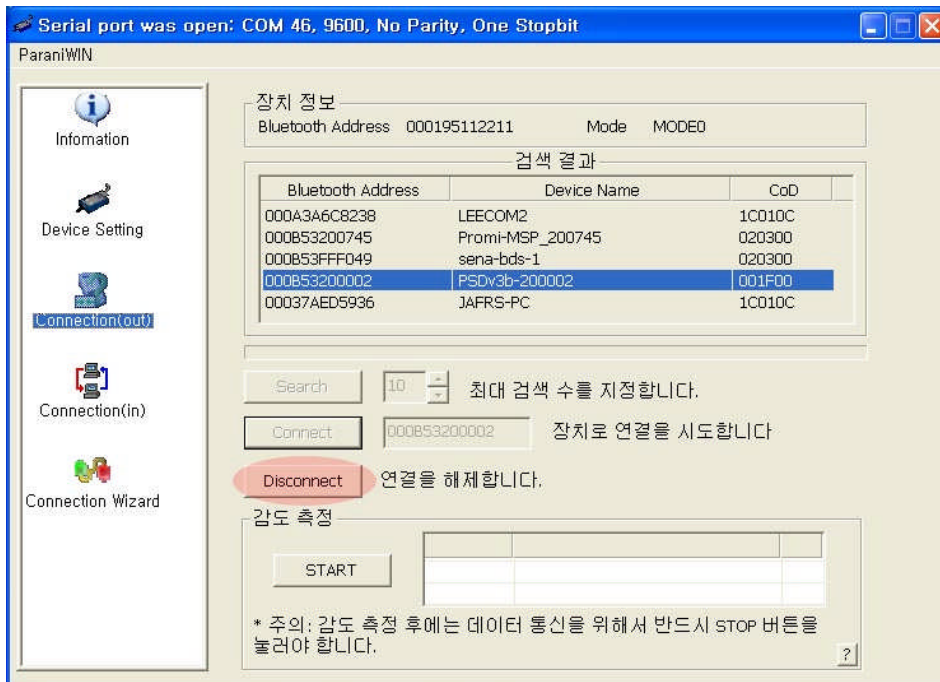 Serial port was open: COM 46, 9600, No Parity, One Stopbit
ParaniWIN
Infomation
Device Setting
Connection(out)
Connection(in)
Connection Wizard
장치 정보
Bluetooth Address 000195112211 Mode MODE0
검색 결과
Bluetooth Address Device Name CoD
000A3A6C8238 LEECOM2 1C010C
000B53200745 Promi-MSP_200745 020300
000B53FFF049 sena-bds-1 020300
000B53200002 PSDv3b-200002 001F00
00037AED5936 JAFRS-PC 1C010C
Search 10 최대 검색 수를 지정합니다.
Connect 000B53200002 장치로 연결을 시도합니다
Disconnect 연결을 해제합니다.
감도 측정
START
* 주의: 감도 측정 후에는 데이터 통신을 위해서 반드시 STOP 버튼을
눌러야 합니다.
?